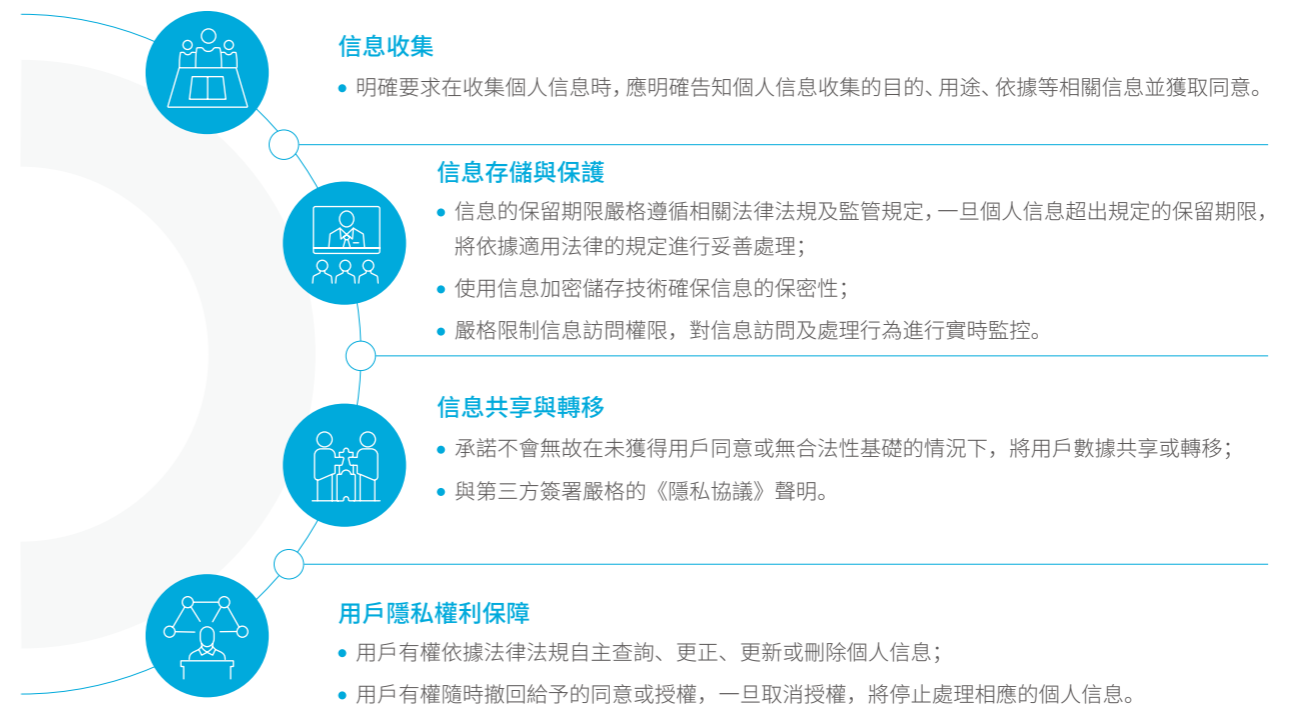 信息收集
• 明確要求在收集個人信息時，應明確告知個人信息收集的目的、用途、依據等相關信息並獲取同意。
信息存儲與保護
• 信息的保留期限嚴格遵循相關法律法規及監管規定，一旦個人信息超出規定的保留期限，
將依據適用法律的規定進行妥善處理；
• 使用信息加密儲存技術確保信息的保密性；
• 嚴格限制信息訪問權限，對信息訪問及處理行為進行實時監控。
信息共享與轉移
• 承諾不會無故在未獲得用戶同意或無合法性基礎的情況下，將用戶數據共享或轉移；
• 與第三方簽署嚴格的《隱私協議》聲明。
用戶隱私權利保障
• 用戶有權依據法律法規自主查詢、更正、更新或刪除個人信息；
• 用戶有權隨時撤回給予的同意或授權，一旦取消授權，將停止處理相應的個人信息。